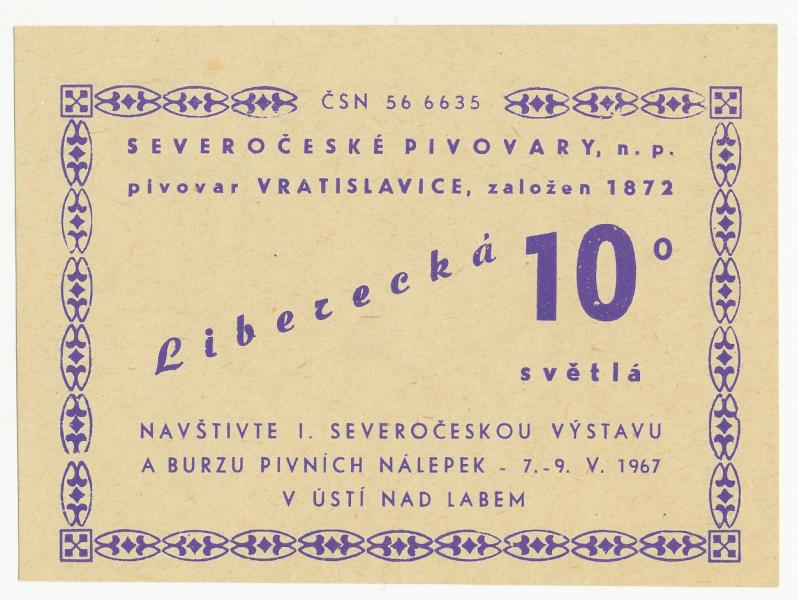 ČSN 56 6635
SEVEROČESKÉ PIVOVARY, n. p.
pivovar VRATISLAVICE, založen 1872
Liberecká 10°
světlá
NAVŠTIVTE I. SEVEROČESKOU VÝSTAVU
A BURZU PIVNÍCH NÁLEPEK - 7.-9. V. 1967
V ÚSTÍ NAD LABEM